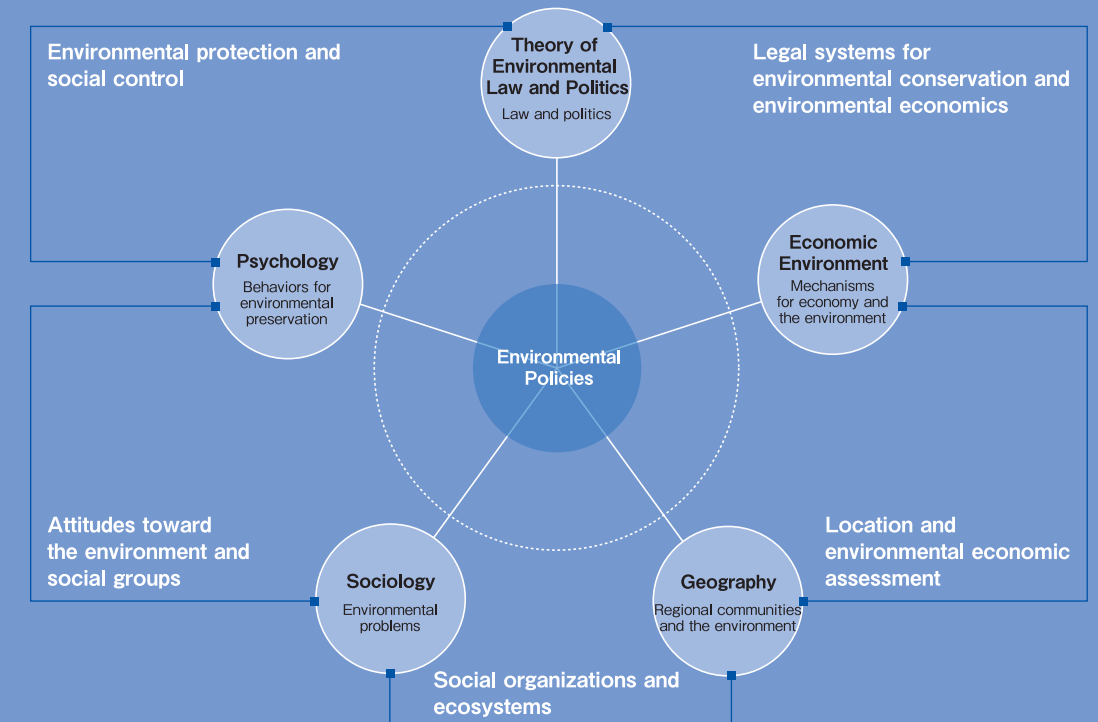 Environmental protection and
social control
Theory of
Environmental
Law and Politics
Law and politics
Legal systems for
environmental conservation and
environmental economics
Psychology
Behaviors for
environmental
preservation
Economic
Environment
Mechanisms
for economy and
the environment
Environmental
Policies
Attitudes toward
the environment and
social groups
Sociology
Environmental
problems
Geography
Regional communities
and the environment
Location and
environmental economic
assessment
Social organizations and
ecosystems